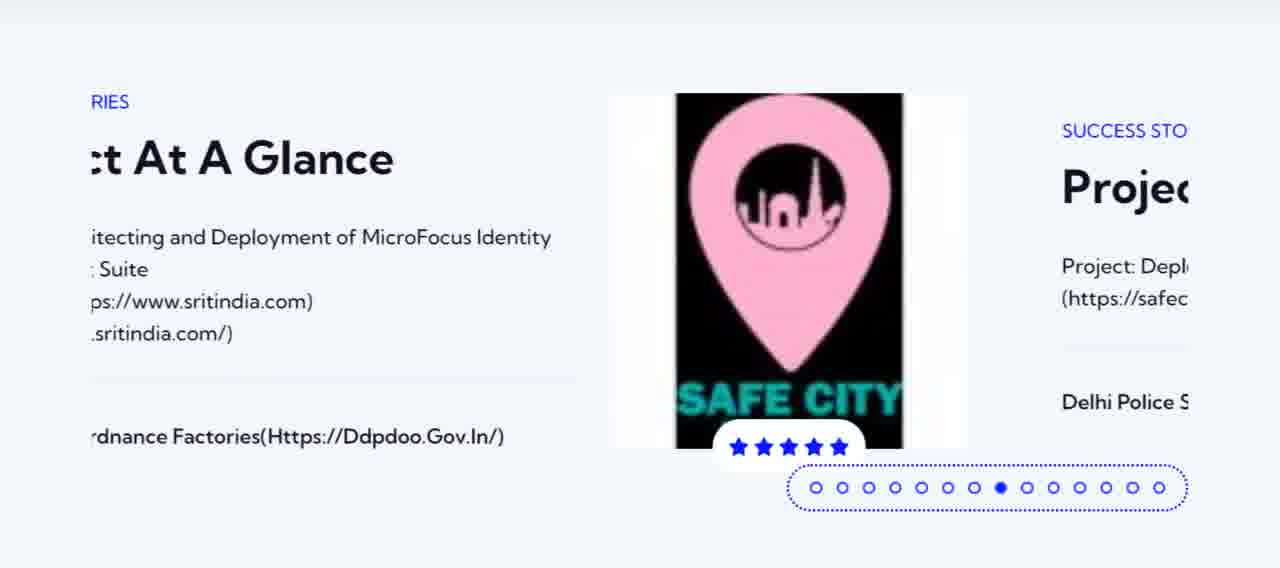 RIES
ct At A Glance
itecting and Deployment of MicroFocus Identity
: Suite
ps://www.sritindia.com)
.sritindia.com/)
rdnance Factories(Https://Ddpdoo.Gov.In/)
SAFE CITY
SUCCESS STO
Projec
Project: Depl
(https://safec
Delhi Police S